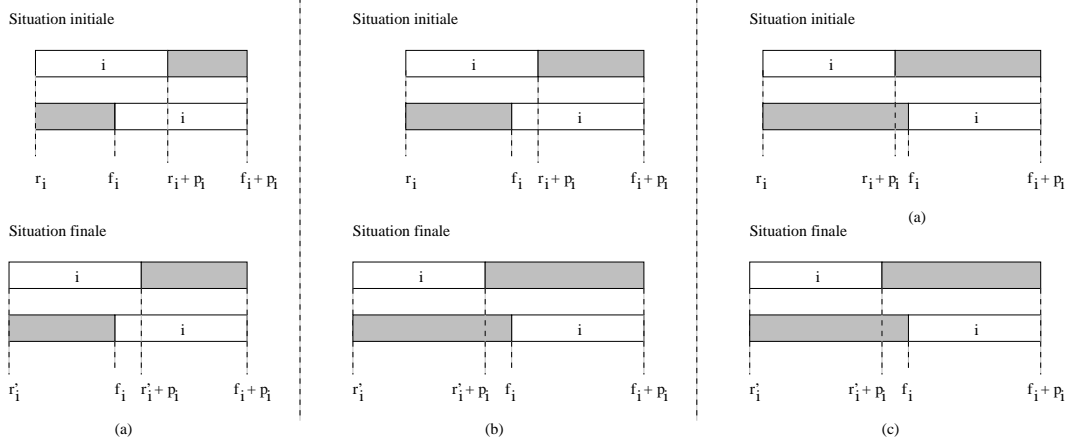 Situation initiale
i
i
r_i f_i r_i + p_i f_i + p_i
Situation finale
i
i
r'_i f_i r'_i + p_i f_i + p_i
(a)
Situation initiale
i
i
r_i f_i r_i + p_i f_i + p_i
Situation finale
i
i
r'_i r'_i + p_i f_i f_i + p_i
(b)
Situation initiale
i
i
r_i r_i + p_i f_i f_i + p_i
(a)
Situation finale
i
i
r'_i r'_i + p_i f_i f_i + p_i
(c)